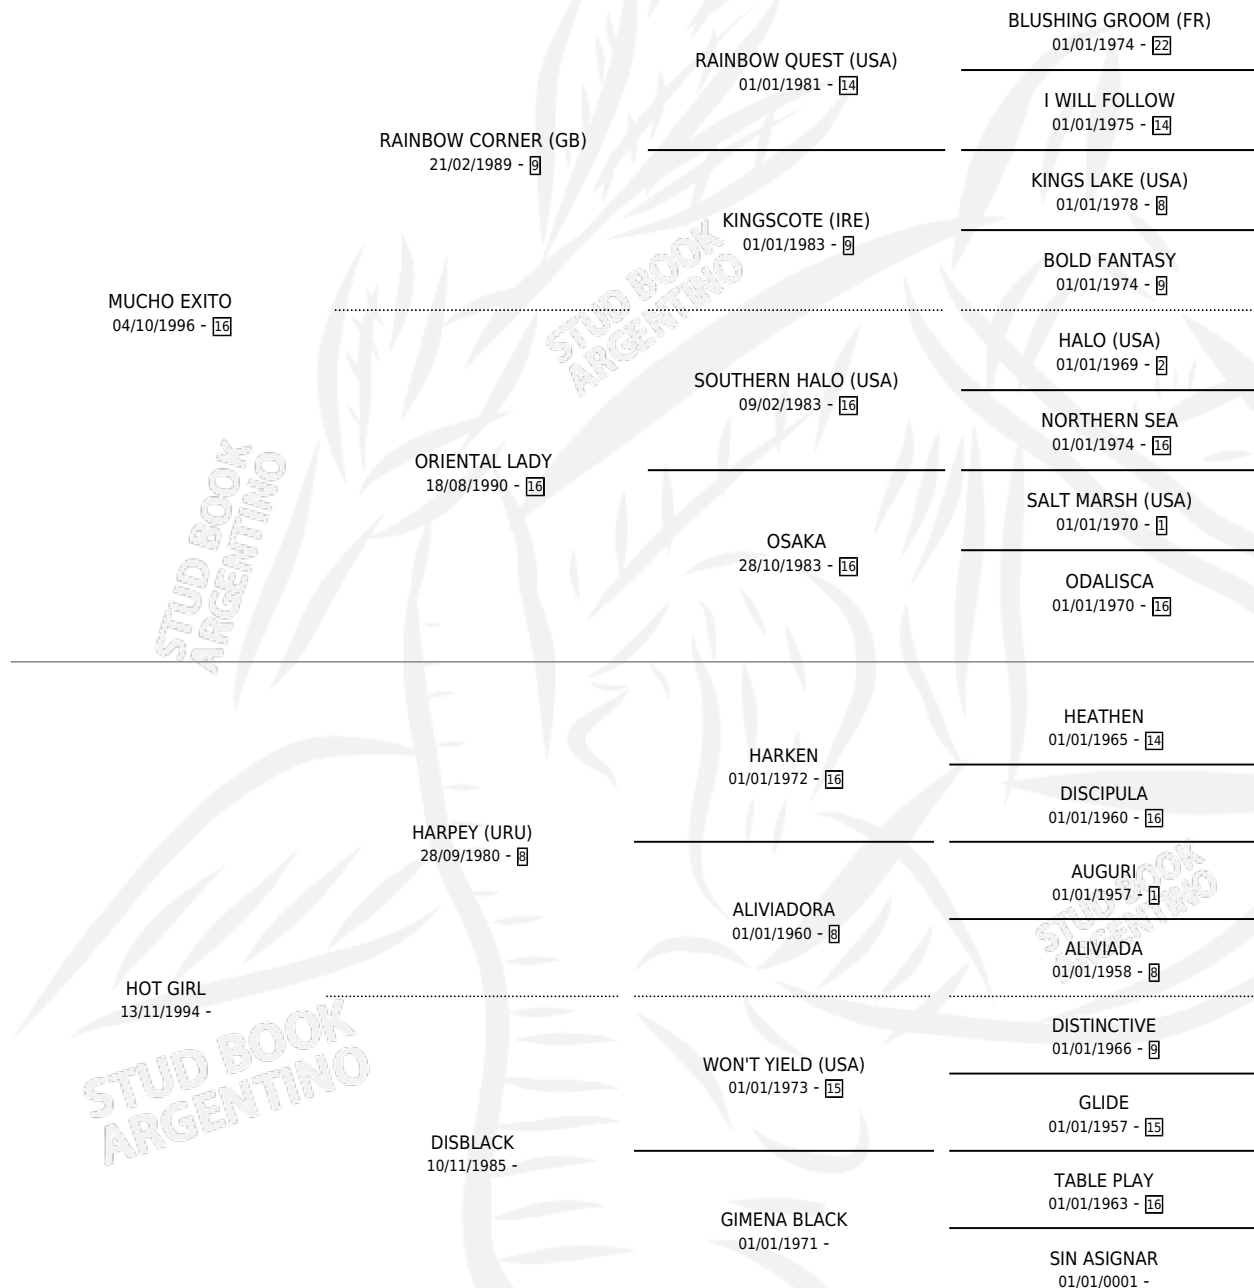 BLUSHING GROOM (FR)
01/01/1974 - 22
RAINBOW QUEST (USA)
01/01/1981 - 14
I WILL FOLLOW
01/01/1975 - 14
RAINBOW CORNER (GB)
21/02/1989 - 9
KINGS LAKE (USA)
01/01/1978 - 8
KINGSCOTE (IRE)
01/01/1983 - 9
BOLD FANTASY
01/01/1974 - 9
MUCHO EXITO
04/10/1996 - 16
HALO (USA)
01/01/1969 - 2
SOUTHERN HALO (USA)
09/02/1983 - 16
NORTHERN SEA
01/01/1974 - 16
ORIENTAL LADY
18/08/1990 - 16
SALT MARSH (USA)
01/01/1970 - 1
OSAKA
28/10/1983 - 16
ODALISCA
01/01/1970 - 16
HEATHEN
01/01/1965 - 14
HARKEN
01/01/1972 - 16
DISCIPULA
01/01/1960 - 16
HARPEY (URU)
28/09/1980 - 8
AUGURI
01/01/1957 - 1
ALIVIADORA
01/01/1960 - 8
ALIVIADA
01/01/1958 - 8
HOT GIRL
13/11/1994 -
DISTINCTIVE
01/01/1966 - 9
WON'T YIELD (USA)
01/01/1973 - 15
GLIDE
01/01/1957 - 15
DISBLACK
10/11/1985 -
TABLE PLAY
01/01/1963 - 16
GIMENA BLACK
01/01/1971 -
SIN ASIGNAR
01/01/0001 -
STUD BOOK
ARGENTINO
STUD BOOK
ARGENTINO
STUD BOOK
ARGENTINO
STUD BOOK
ARGENTINO